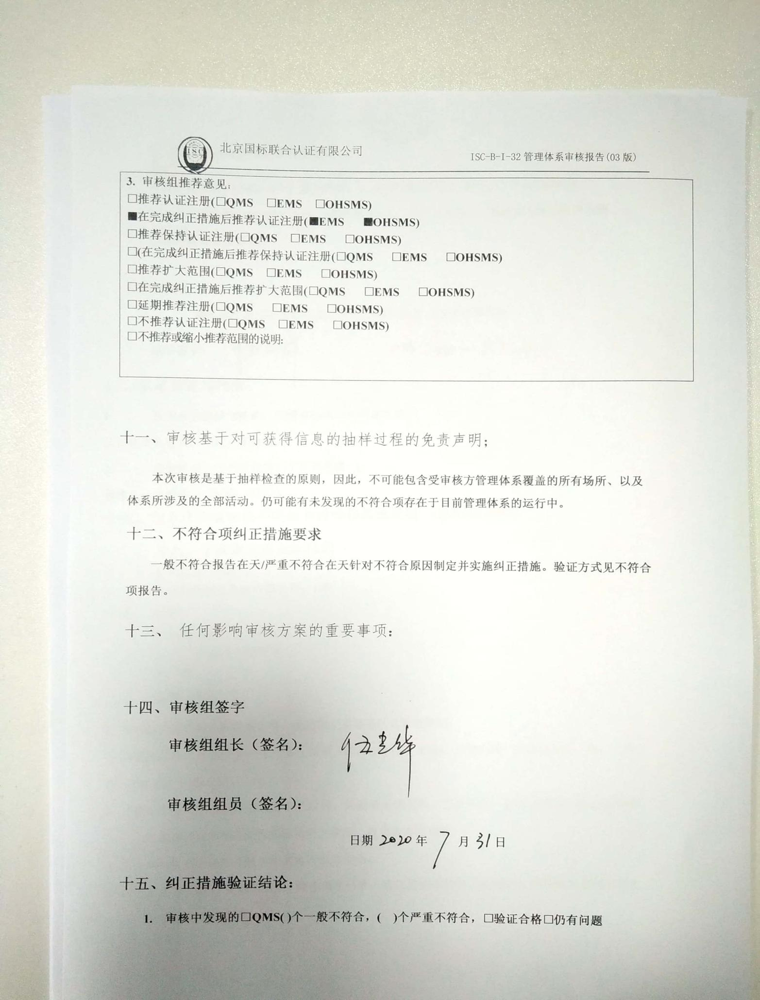 ISC
北京国标联合认证有限公司
ISC-B-I-32 管理体系审核报告(03 版)
3. 审核组推荐意见:
□推荐认证注册(□QMS □EMS □OHSMS)
■在完成纠正措施后推荐认证注册(■EMS ■OHSMS)
□推荐保持认证注册(□QMS □EMS □OHSMS)
□(在完成纠正措施后推荐保持认证注册(□QMS □EMS □OHSMS)
□推荐扩大范围(□QMS □EMS □OHSMS)
□在完成纠正措施后推荐扩大范围(□QMS □EMS □OHSMS)
□延期推荐注册(□QMS □EMS □OHSMS)
□不推荐认证注册(□QMS □EMS □OHSMS)
□不推荐或缩小推荐范围的说明:
十一、审核基于对可获得信息的抽样过程的免责声明;
本次审核是基于抽样检查的原则，因此，不可能包含受审核方管理体系覆盖的所有场所、以及
体系所涉及的全部活动。仍可能有未发现的不符合项存在于目前管理体系的运行中。
十二、不符合项纠正措施要求
一般不符合报告在天/严重不符合在天针对不符合原因制定并实施纠正措施。验证方式见不符合
项报告。
十三、 任何影响审核方案的重要事项:
十四、审核组签字
审核组组长（签名）: 伍光华
审核组组员（签名）:
日期 2020 年 7 月 31 日
十五、纠正措施验证结论:
1. 审核中发现的□QMS( )个一般不符合，( )个严重不符合，□验证合格□仍有问题